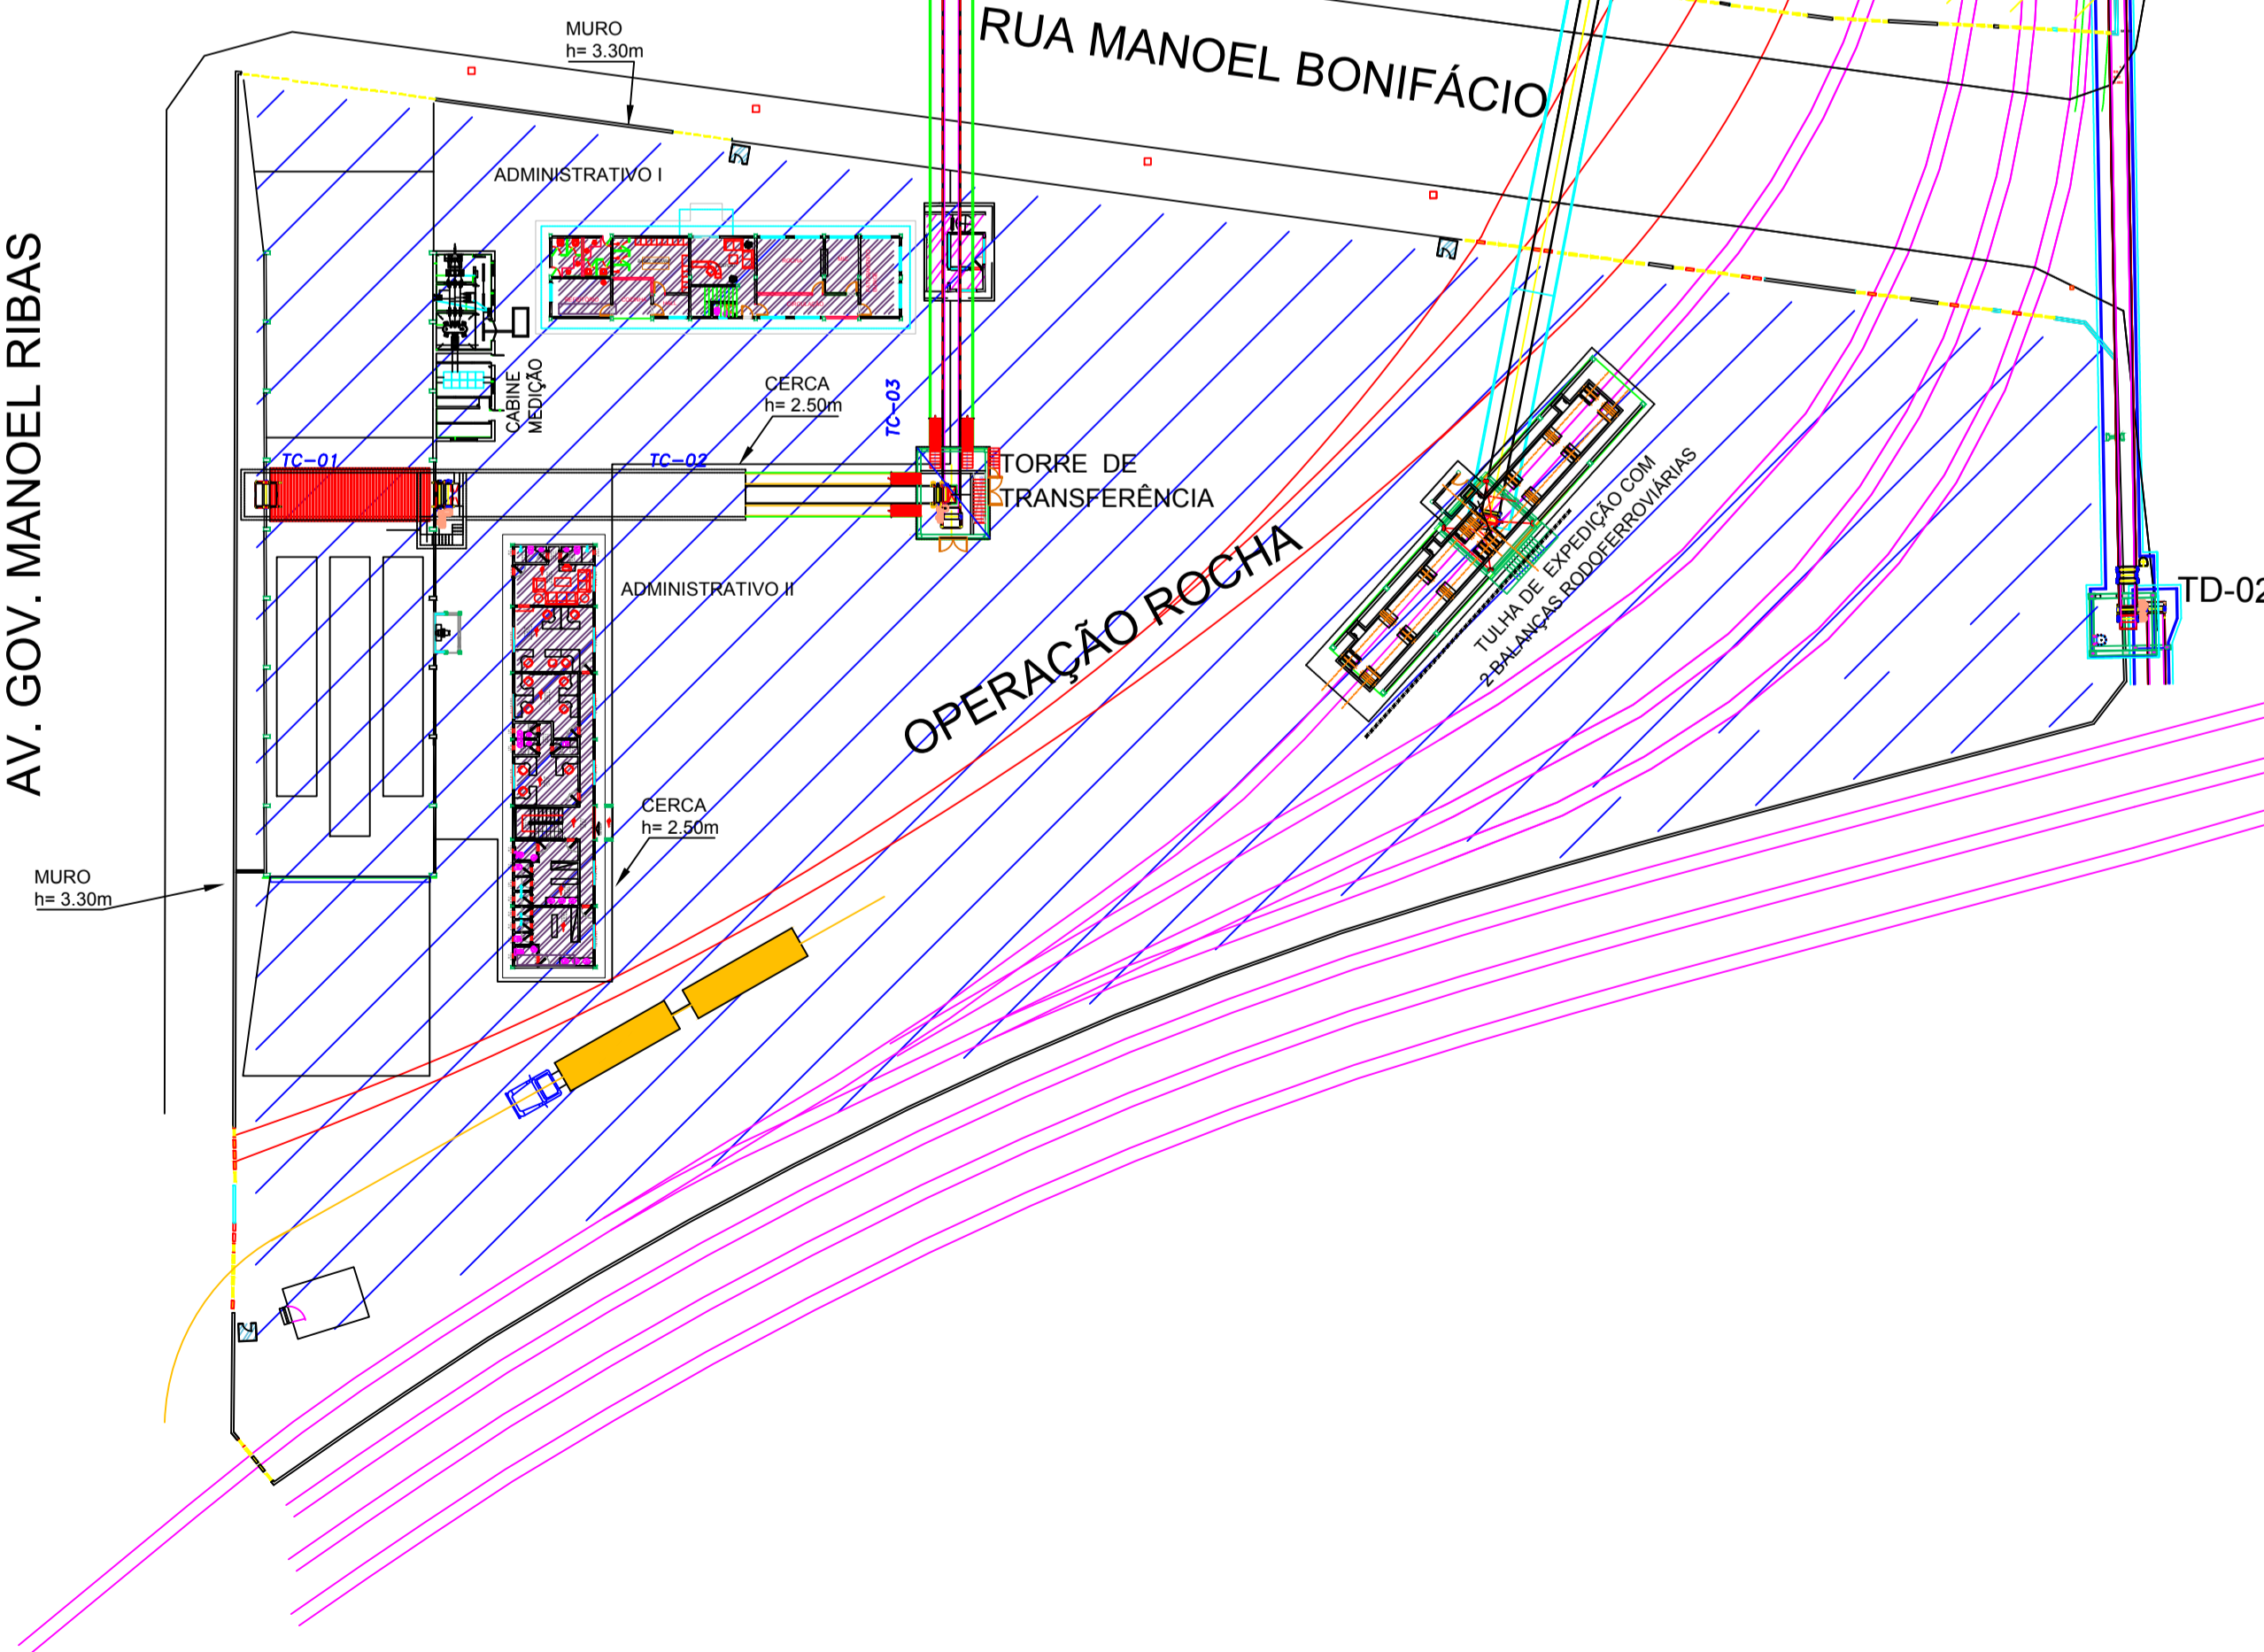 MURO
h= 3.30m
RUA MANOEL BONIFÁCIO
ADMINISTRATIVO I
AV. GOV. MANOEL RIBAS
CABINE
MEDIÇÃO
CERCA
h= 2.50m
TC-03
TC-01
TC-02
TORRE DE
TRANSFERÊNCIA
ADMINISTRATIVO II
OPERAÇÃO ROCHA
TULHA DE EXPEDIÇÃO COM
2 BALANÇAS RODOFERROVIÁRIAS
TD-02
CERCA
h= 2.50m
MURO
h= 3.30m